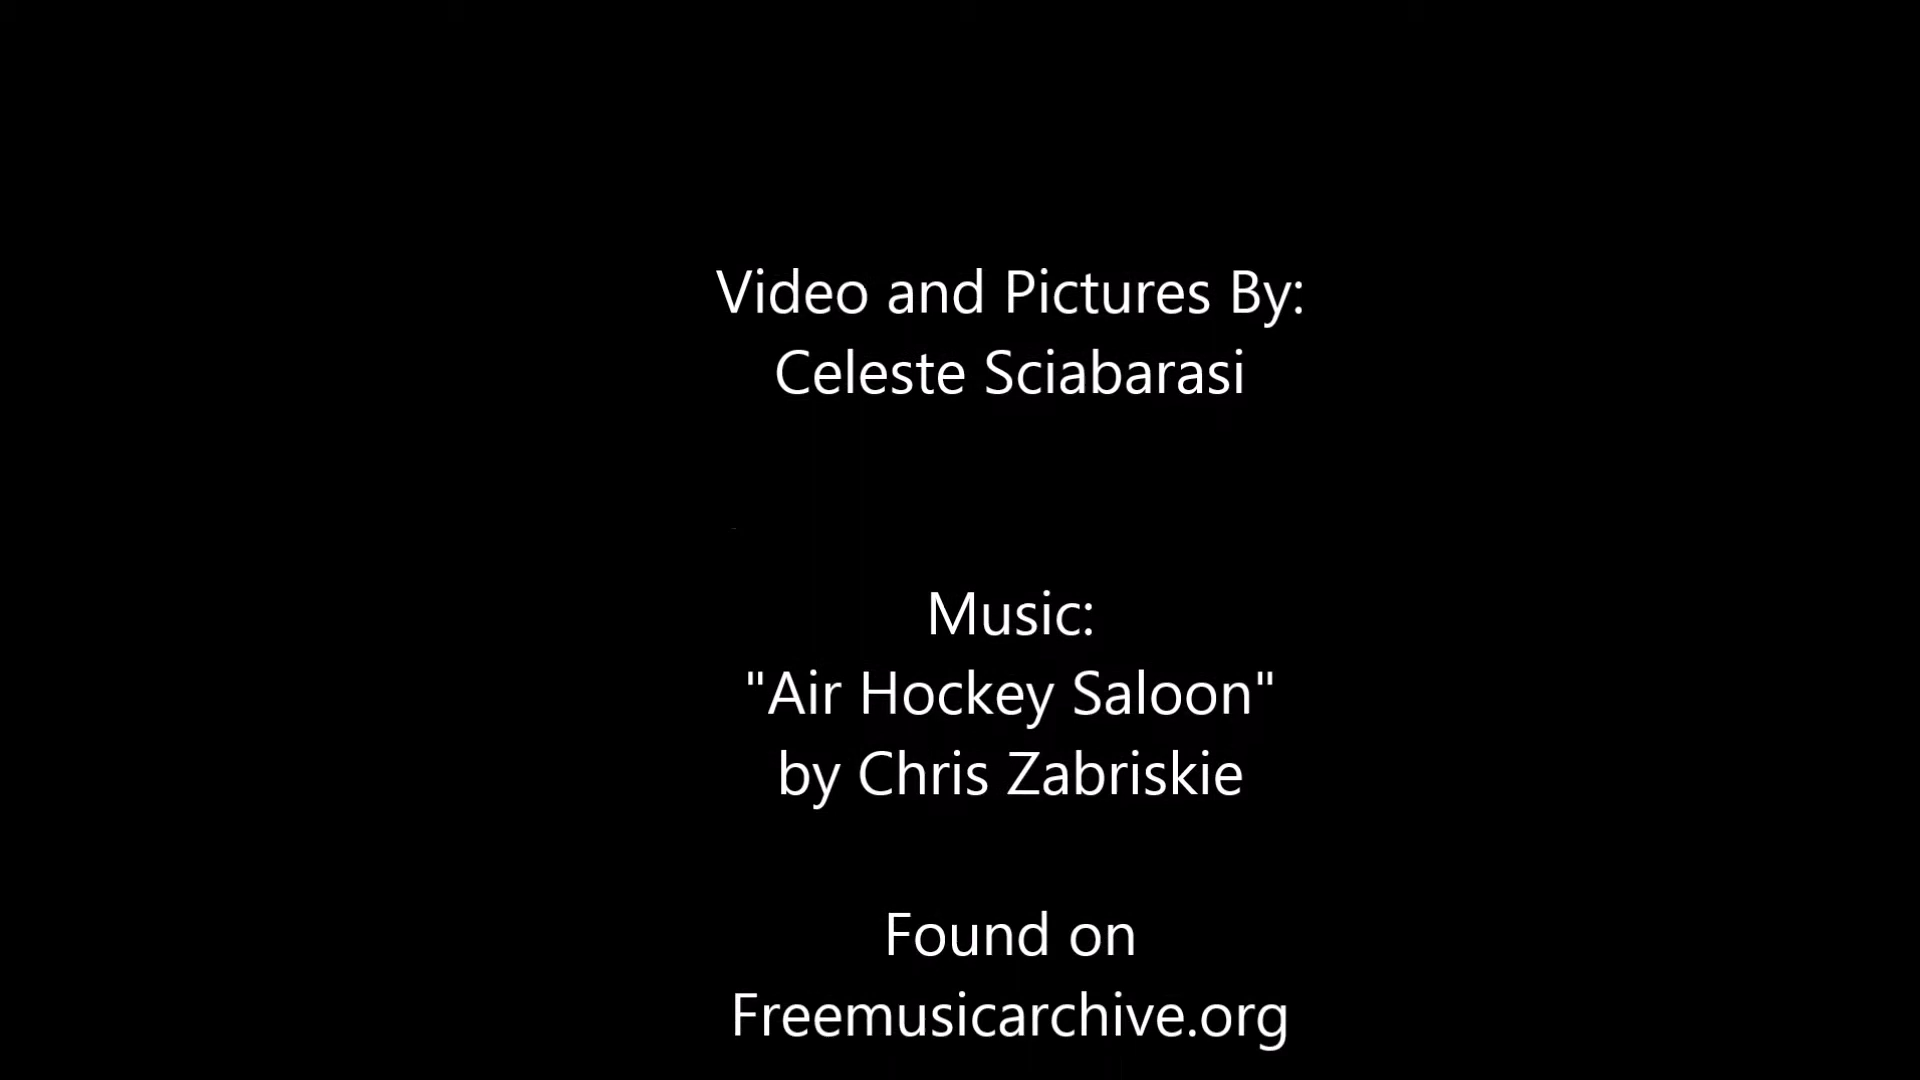 Video and Pictures By:
Celeste Sciabarasi
Music:
"Air Hockey Saloon"
by Chris Zabriskie
Found on
Freemusicarchive.org